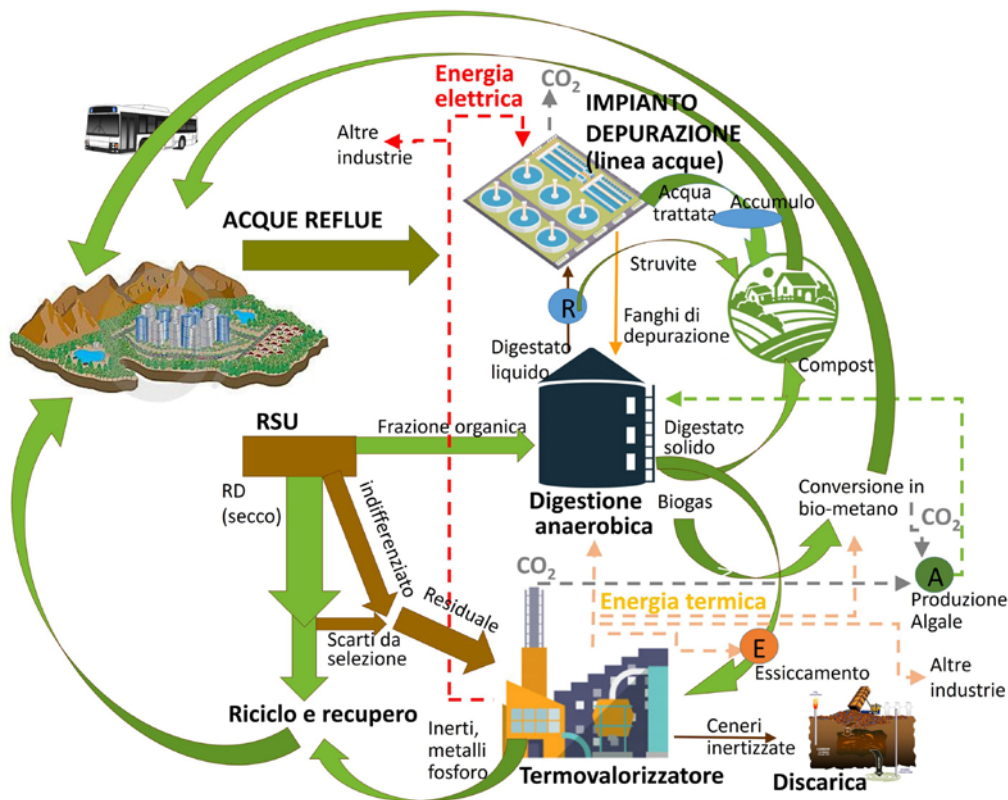 Energia
elettrica
CO2
IMPIANTO
DEPURAZIONE
(linea acque)
Altre
industrie
Acqua
trattata
Accumulo
ACQUE REFLUE
Struvite
R
Fanghi di
depurazione
Digestato
liquido
Compost
RSU
Frazione organica
Digestato
solido
RD
(secco)
indifferenziato
Digestione
anaerobica
Biogas
Conversione in
bio-metano
CO2
CO2
A
Energia termica
Produzione
Algale
Residuale
Scarti da
selezione
E
Essiccamento
Altre
industrie
Riciclo e recupero
Inerti,
metalli
fosforo
Ceneri
inertizzate
Termovalorizzatore
Discarica